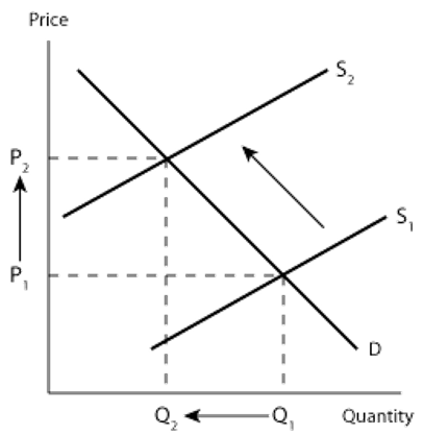 Price
S₂
P₂
S₁
P₁
D
Q₂
Q₁
Quantity